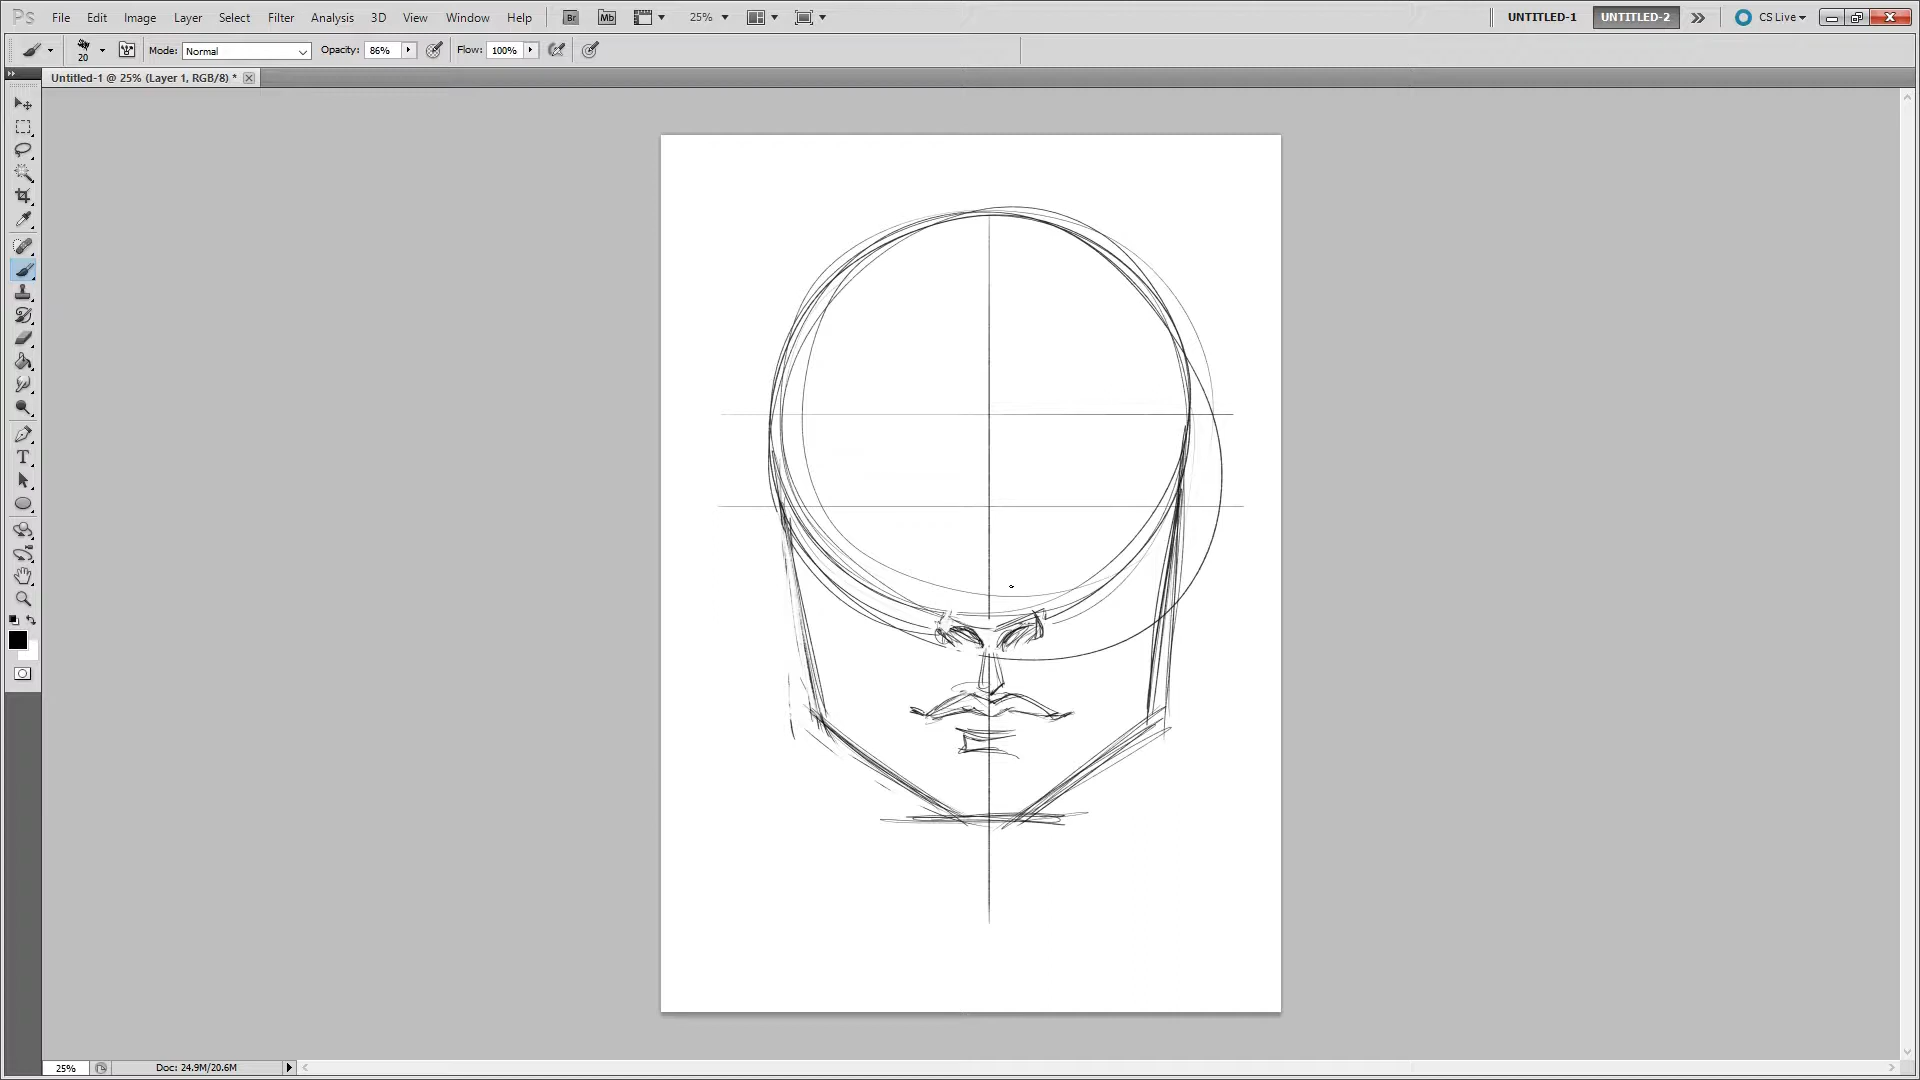 Ps File Edit Image Layer Select Filter Analysis 3D View Window Help Br Mb 25% UNTITLED-1 UNTITLED-2 CS Live
20 Mode: Normal Opacity: 86% Flow: 100%
Untitled-1 @ 25% (Layer 1, RGB/8) *
T
25% Doc: 24.9M/20.6M